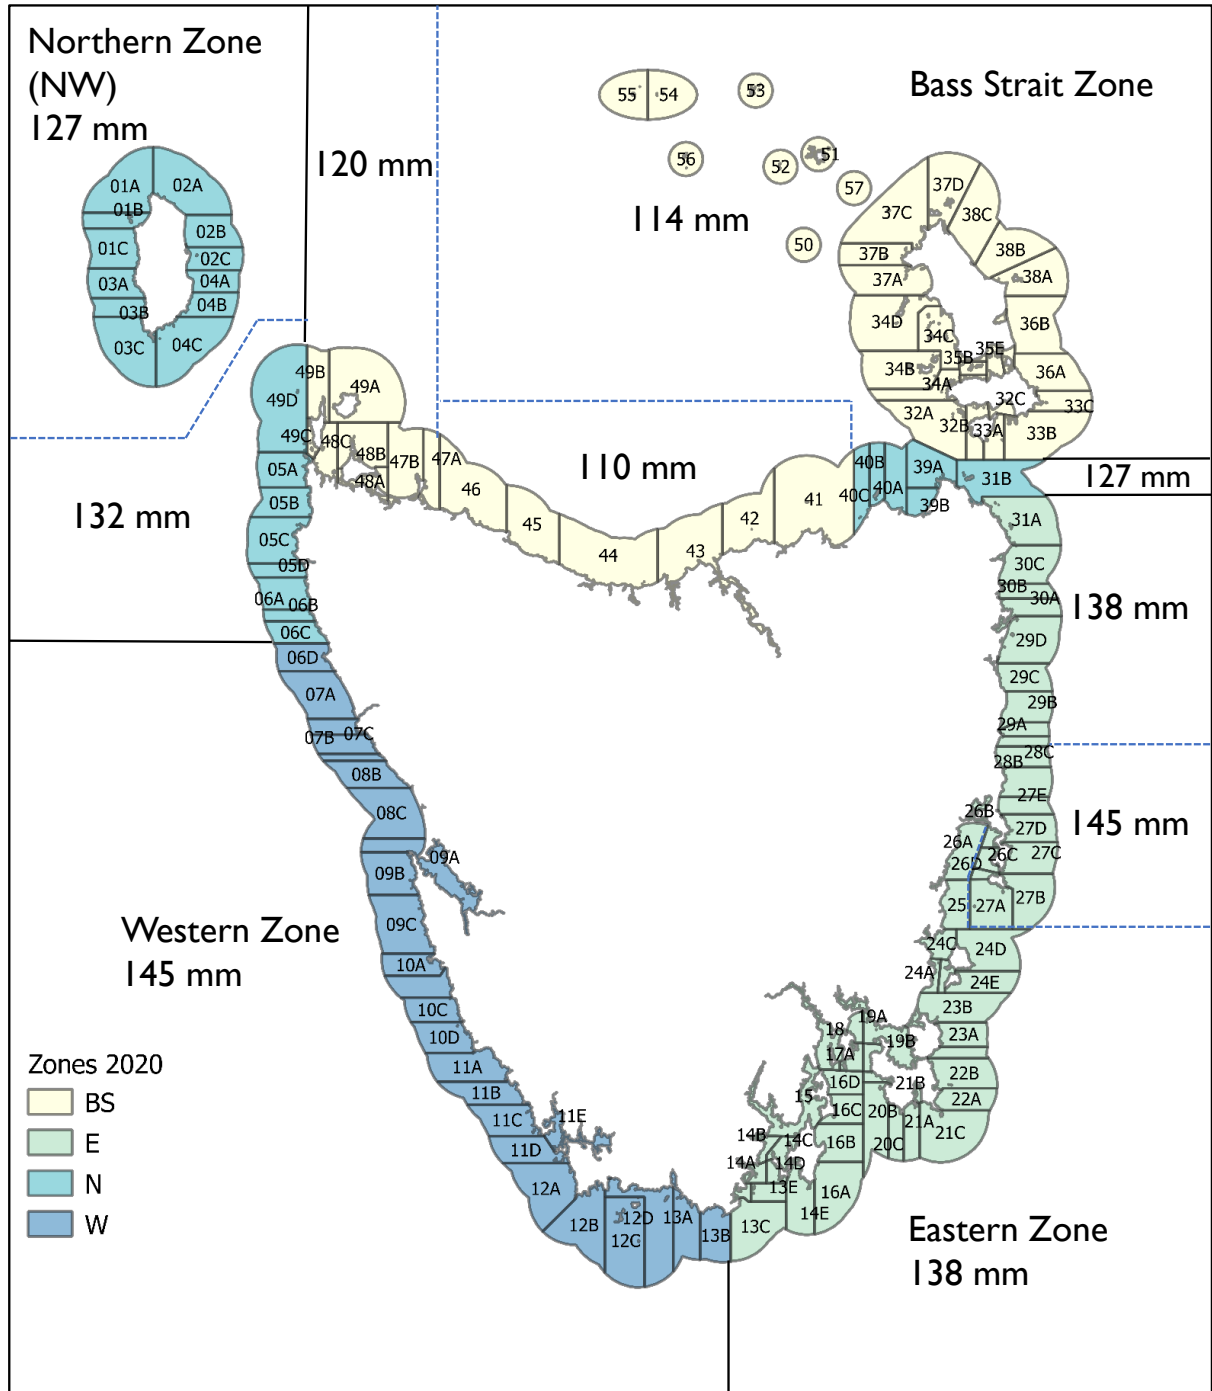 Northern Zone
(NW)
127 mm
120 mm
Bass Strait Zone
114 mm
55
54
53
56
52
51
57
50
01A
02A
01B
02B
01C
02C
03A
04A
03B
04B
03C
04C
37D
37C
38C
37B
38B
37A
38A
34D
34C
36B
35E
35B
34B
34A
36A
32C
33C
32A
32B
33A
33B
49B
49A
49D
49C
48C
48B
48A
47B
47A
46
45
44
43
42
41
110 mm
40B
40C
40A
39A
39B
31B
127 mm
132 mm
05A
05B
05C
05D
06A
06B
06C
06D
07A
07B
07C
08B
08C
09A
09B
09C
10A
10C
10D
11A
11B
11C
11E
11D
12A
12B
12C
12D
13A
13B
31A
30C
30B
30A
138 mm
29D
29C
29B
29A
28C
28B
27E
26B
27D
145 mm
26A
26C
27C
26D
25
27A
27B
24C
24D
24A
24E
23B
19A
18
19B
23A
17A
16D
21B
22B
15
16C
20B
22A
21A
14B
14C
16B
20C
21C
14A
14D
13E
16A
13C
14E
Western Zone
145 mm
Eastern Zone
138 mm
Zones 2020
BS
E
N
W